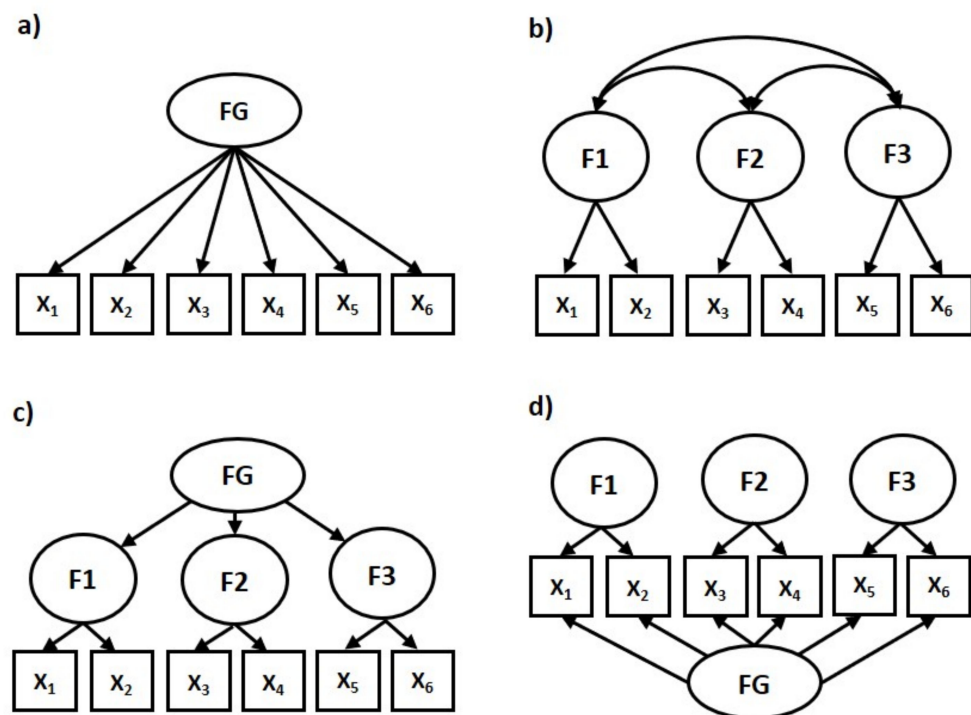 a)
FG
X₁ X₂ X₃ X₄ X₅ X₆
b)
F1 F2 F3
X₁ X₂ X₃ X₄ X₅ X₆
c)
FG
F1 F2 F3
X₁ X₂ X₃ X₄ X₅ X₆
d)
F1 F2 F3
X₁ X₂ X₃ X₄ X₅ X₆
FG